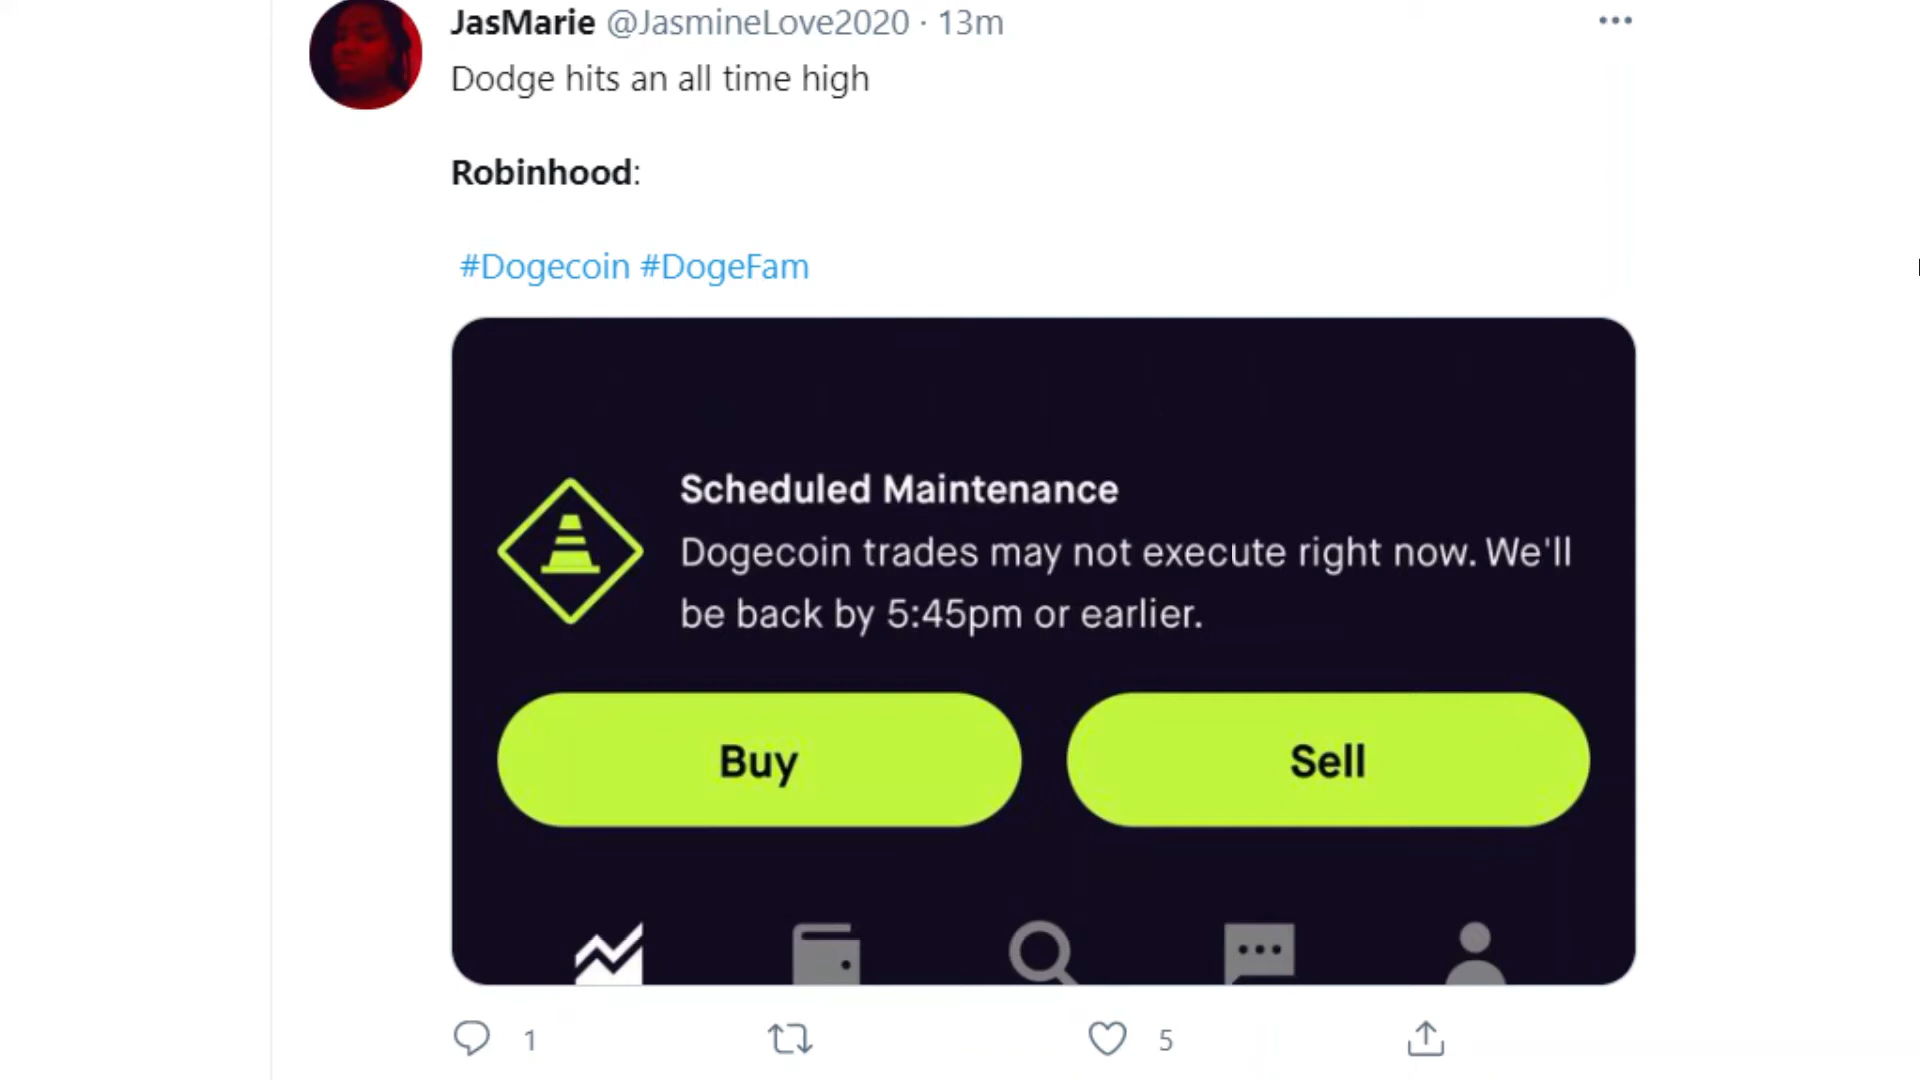 JasMarie @JasmineLove2020 · 13m
Dodge hits an all time high
Robinhood:
#Dogecoin #DogeFam
Scheduled Maintenance
Dogecoin trades may not execute right now. We'll
be back by 5:45pm or earlier.
Buy Sell
1 5